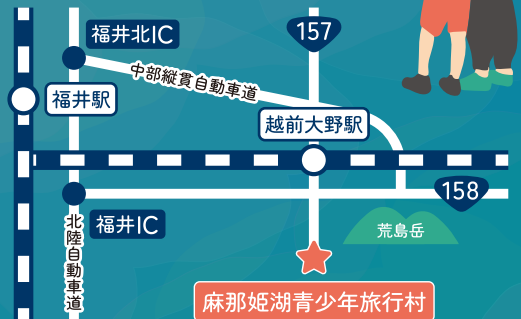 福井北IC
157
中部縦貫自動車道
福井駅
越前大野駅
158
福井IC
北陸自動車道
荒島岳
麻那姫湖青少年旅行村